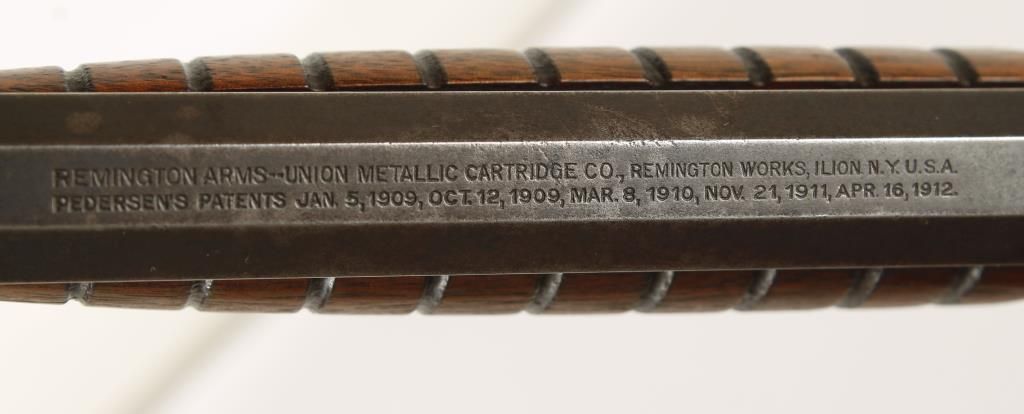 REMINGTON ARMS--UNION METALLIC CARTRIDGE CO., REMINGTON WORKS, ILION N.Y. U.S.A.
PEDERSEN'S PATENTS JAN. 5, 1909, OCT. 12, 1909, MAR. 8, 1910, NOV. 21, 1911, APR. 16, 1912.